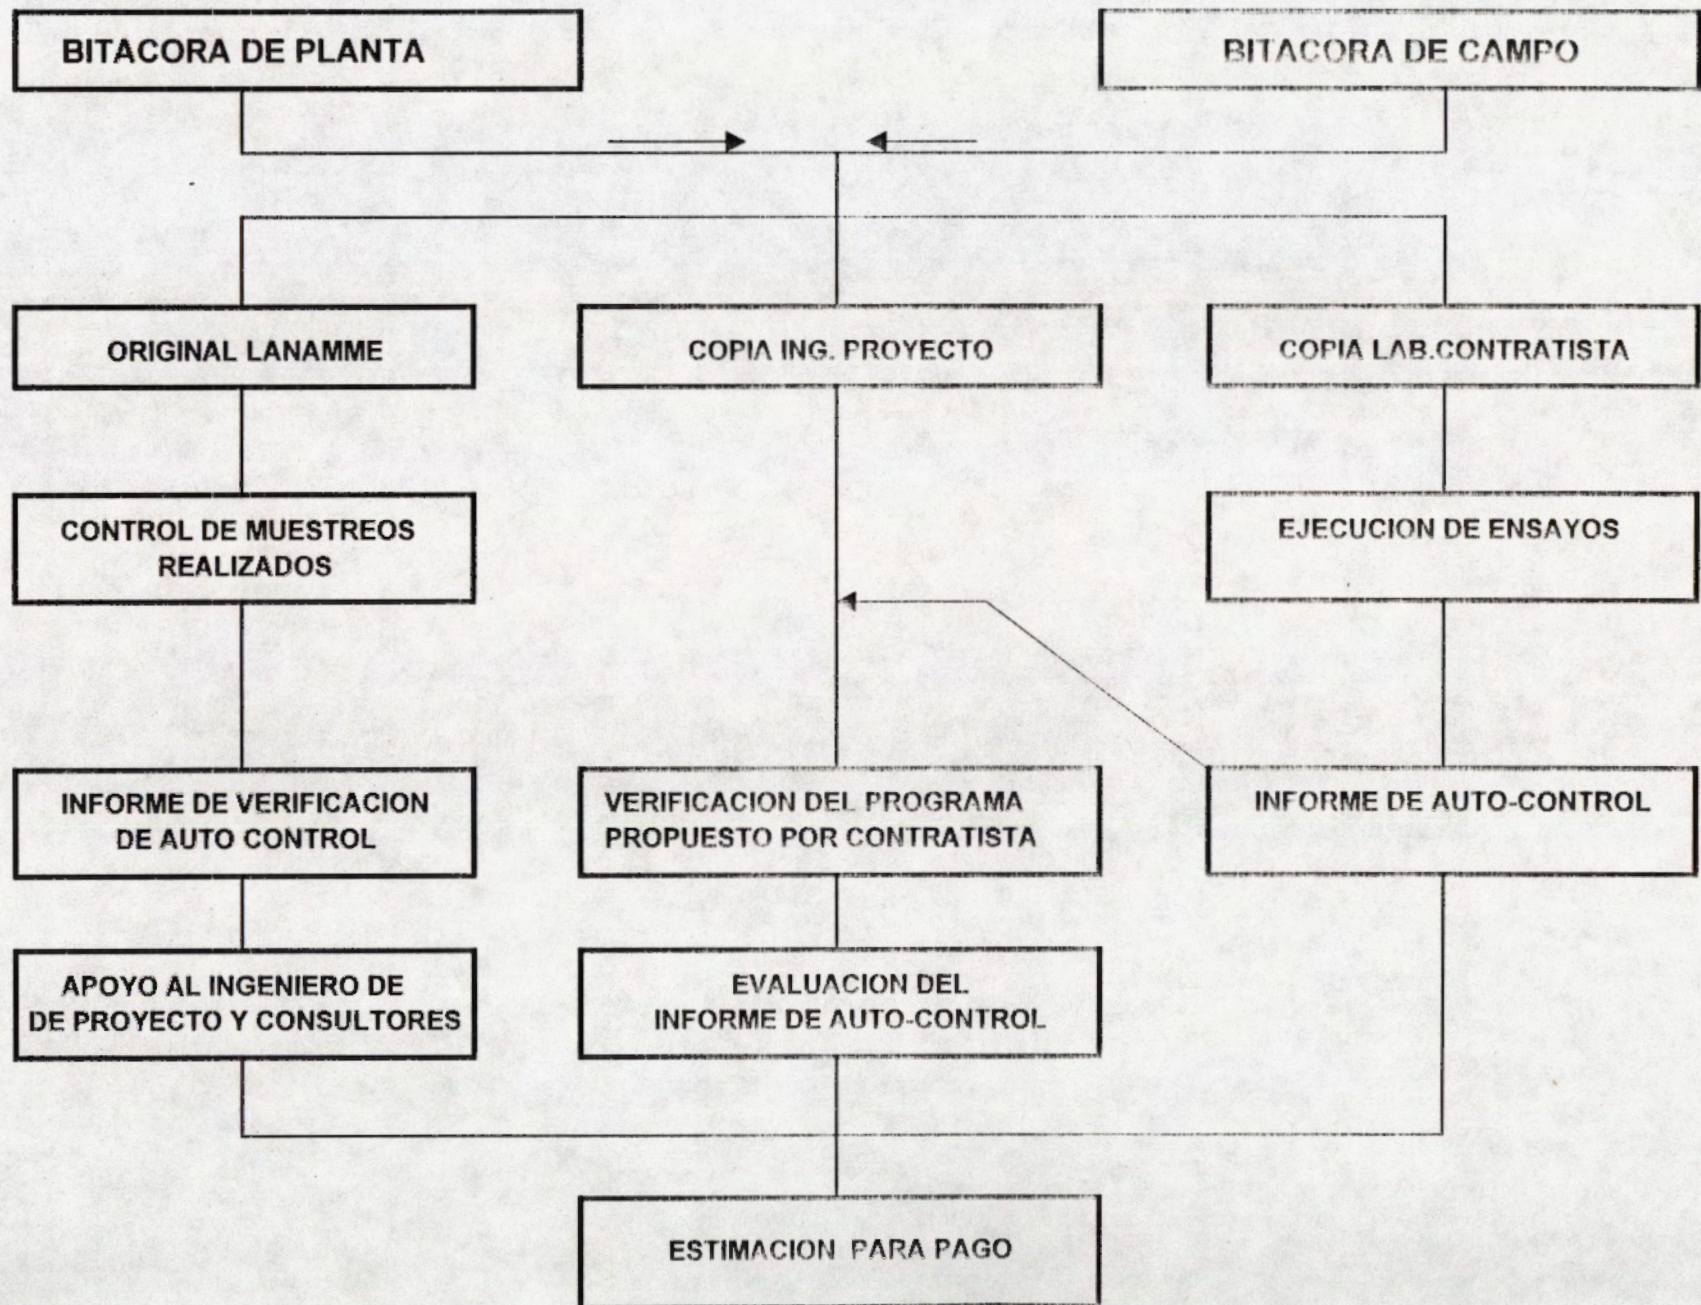 BITACORA DE PLANTA
BITACORA DE CAMPO
ORIGINAL LANAMME
COPIA ING. PROYECTO
COPIA LAB.CONTRATISTA
CONTROL DE MUESTREOS
REALIZADOS
EJECUCION DE ENSAYOS
INFORME DE VERIFICACION
DE AUTO CONTROL
VERIFICACION DEL PROGRAMA
PROPUESTO POR CONTRATISTA
INFORME DE AUTO-CONTROL
APOYO AL INGENIERO DE
DE PROYECTO Y CONSULTORES
EVALUACION DEL
INFORME DE AUTO-CONTROL
ESTIMACION PARA PAGO